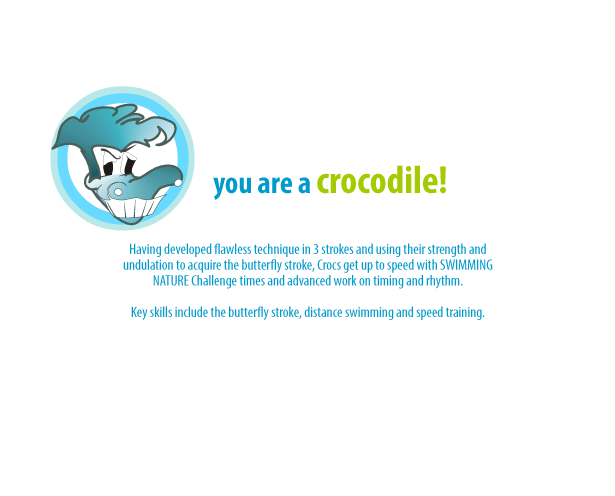 you are a crocodile!
Having developed flawless technique in 3 strokes and using their strength and
undulation to acquire the butterfly stroke, Crocs get up to speed with SWIMMING
NATURE Challenge times and advanced work on timing and rhythm.
Key skills include the butterfly stroke, distance swimming and speed training.